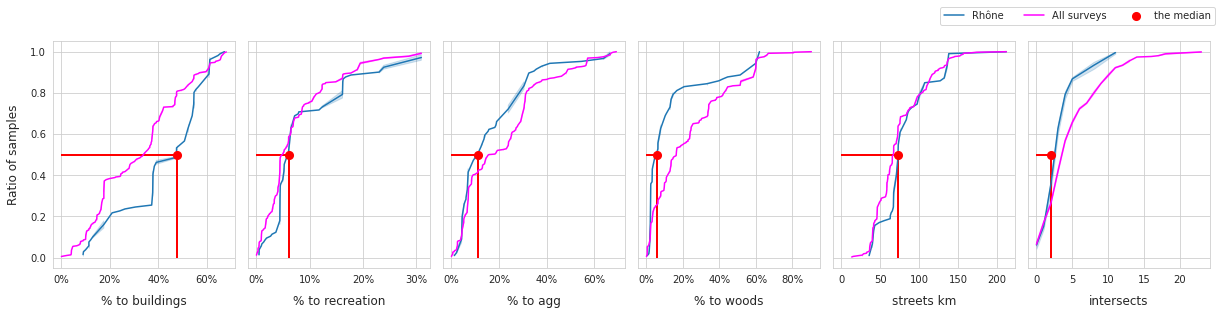 Rhône All surveys the median
Ratio of samples
1.0
0.8
0.6
0.4
0.2
0.0
0% 20% 40% 60%
0% 10% 20% 30%
0% 20% 40% 60%
0% 20% 40% 60% 80%
0 50 100 150 200
0 5 10 15 20
% to buildings
% to recreation
% to agg
% to woods
streets km
intersects